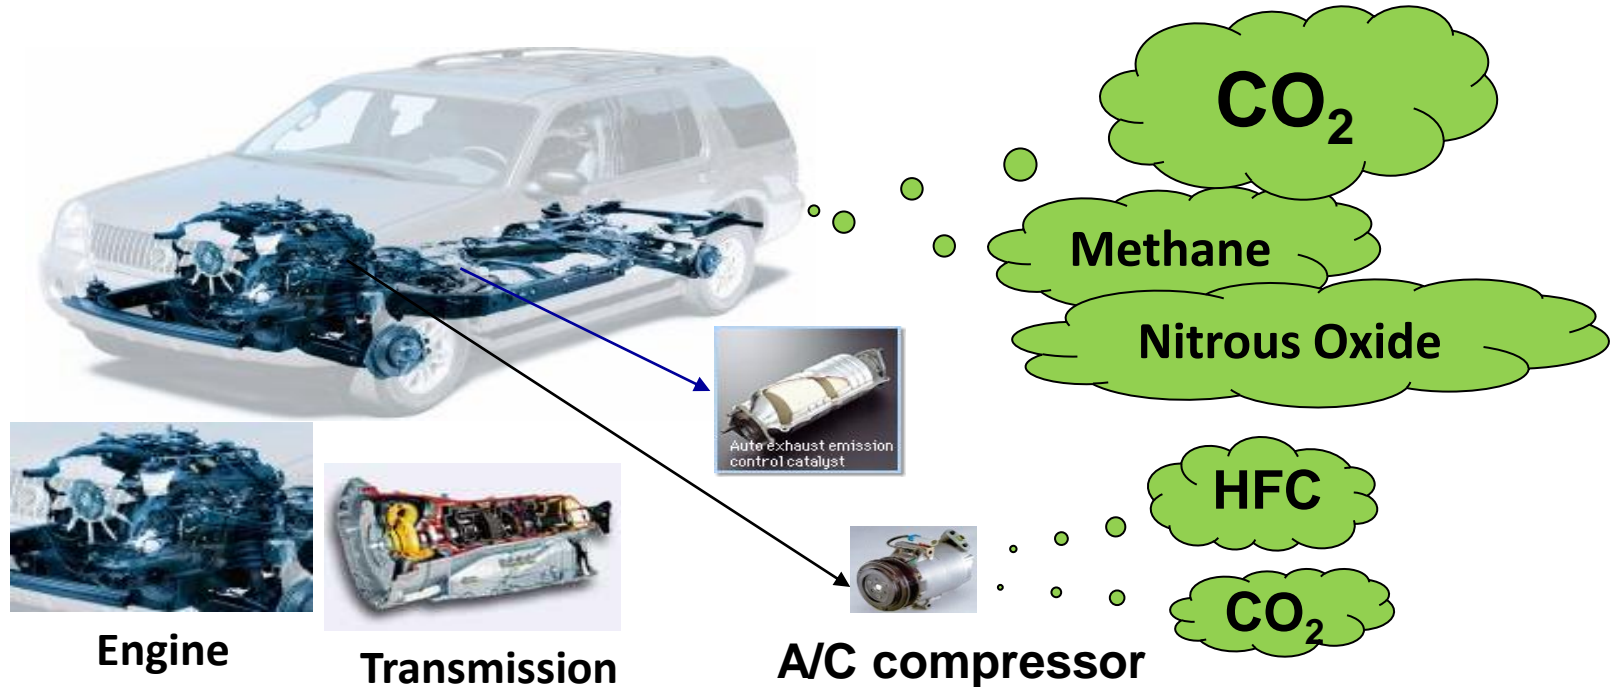 CO₂
Methane
Nitrous Oxide
Auto exhaust emission
control catalyst
HFC
CO₂
Engine
Transmission
A/C compressor